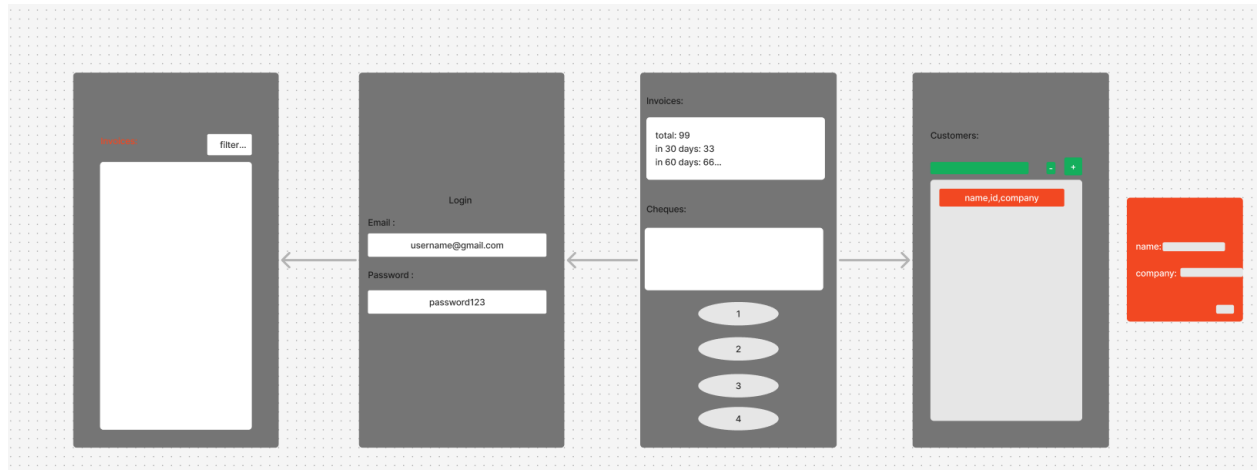 filter...
Login
Email :
username@gmail.com
Password :
password123
Invoices:
total: 99
in 30 days: 33
in 60 days: 66...
Cheques:
1
2
3
4
Customers:
-
+
name,id,company
name:
company: